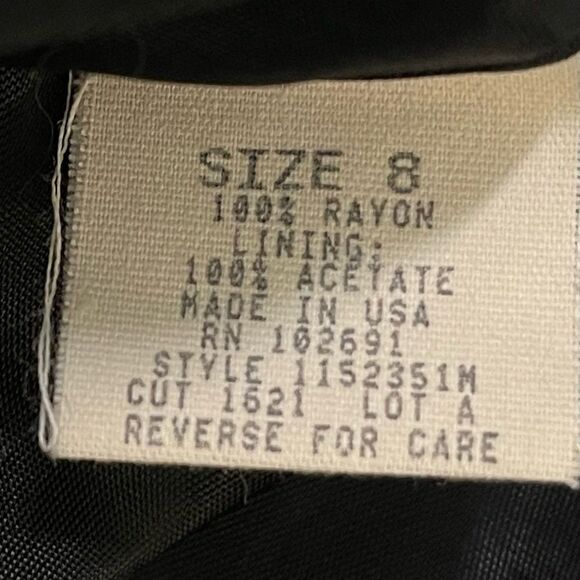 SIZE 8
100% RAYON
LINING:
100% ACETATE
MADE IN USA
RN 102691
STYLE 1152351M
CUT 1621 LOT A
REVERSE FOR CARE